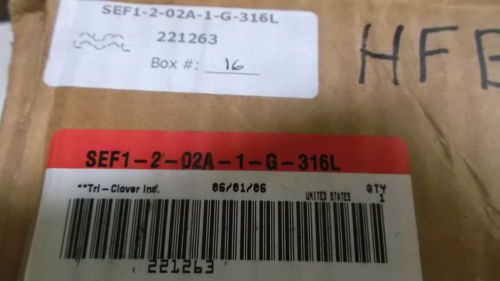 SEF1-2-02A-1-G-316L
221263
Box #: 16
HFE
SEF1-2-02A-1-G-316L
**Tri-Clover Ind. 06/01/06 UNITED STATES QTY
1
221263